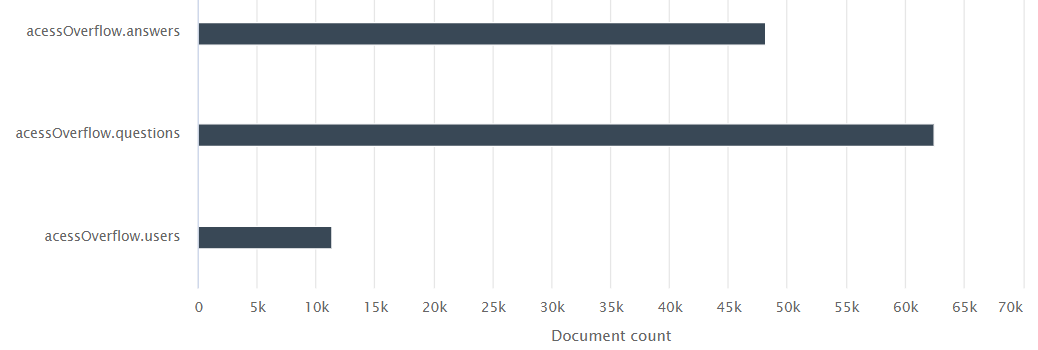 acessOverflow.answers
acessOverflow.questions
acessOverflow.users
0 5k 10k 15k 20k 25k 30k 35k 40k 45k 50k 55k 60k 65k 70k
Document count